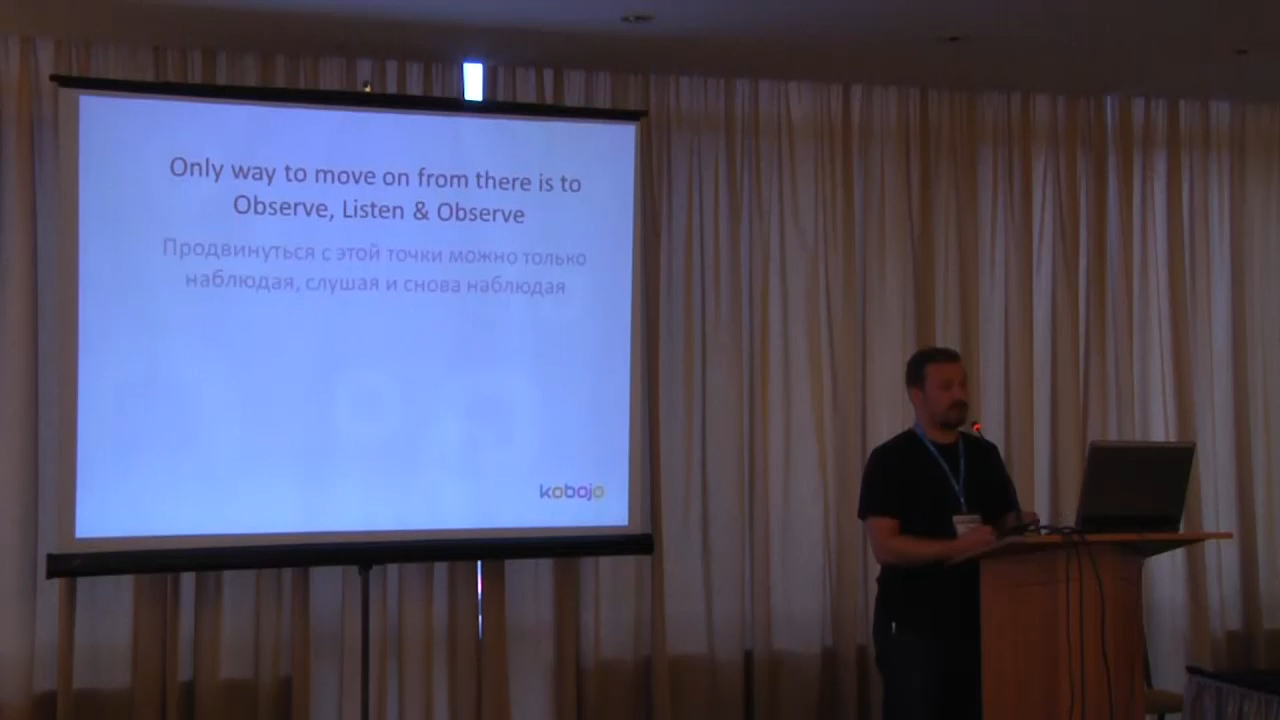 Only way to move on from there is to
Observe, Listen & Observe
Продвинуться с этой точки можно только
наблюдая, слушая и снова наблюдая
kobojo